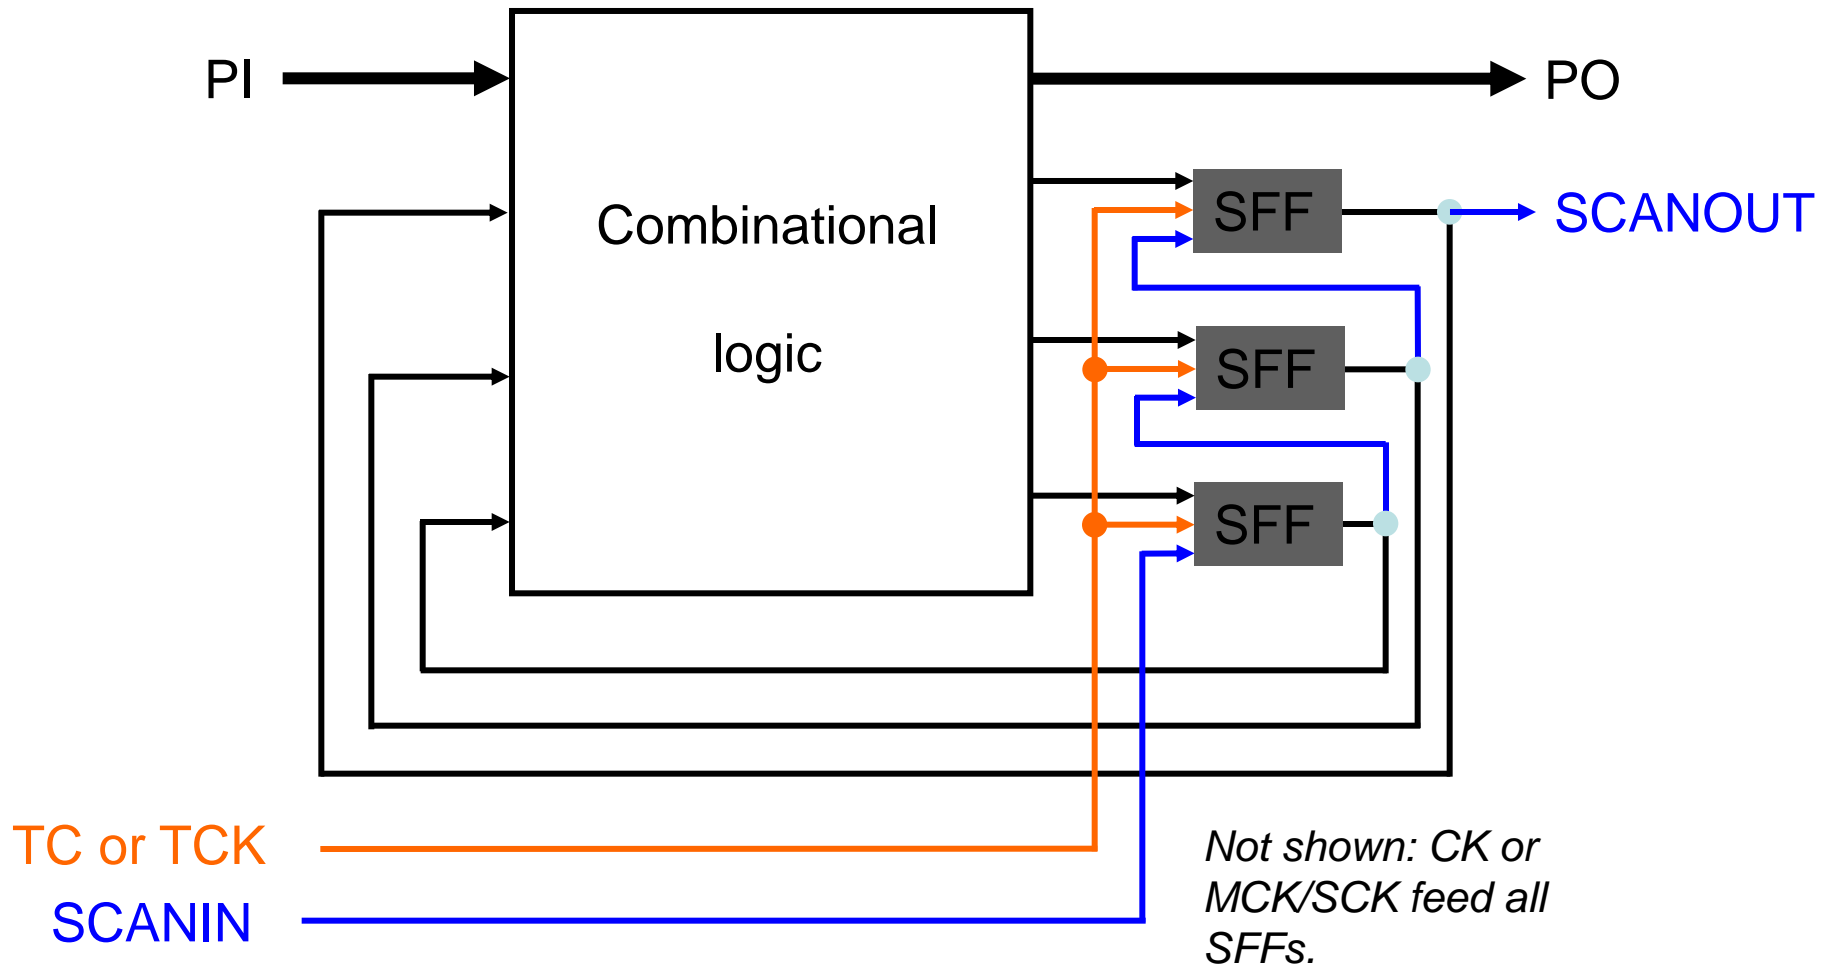 PI
PO
Combinational
logic
SFF
SCANOUT
SFF
SFF
TC or TCK
SCANIN
Not shown: CK or
MCK/SCK feed all
SFFs.